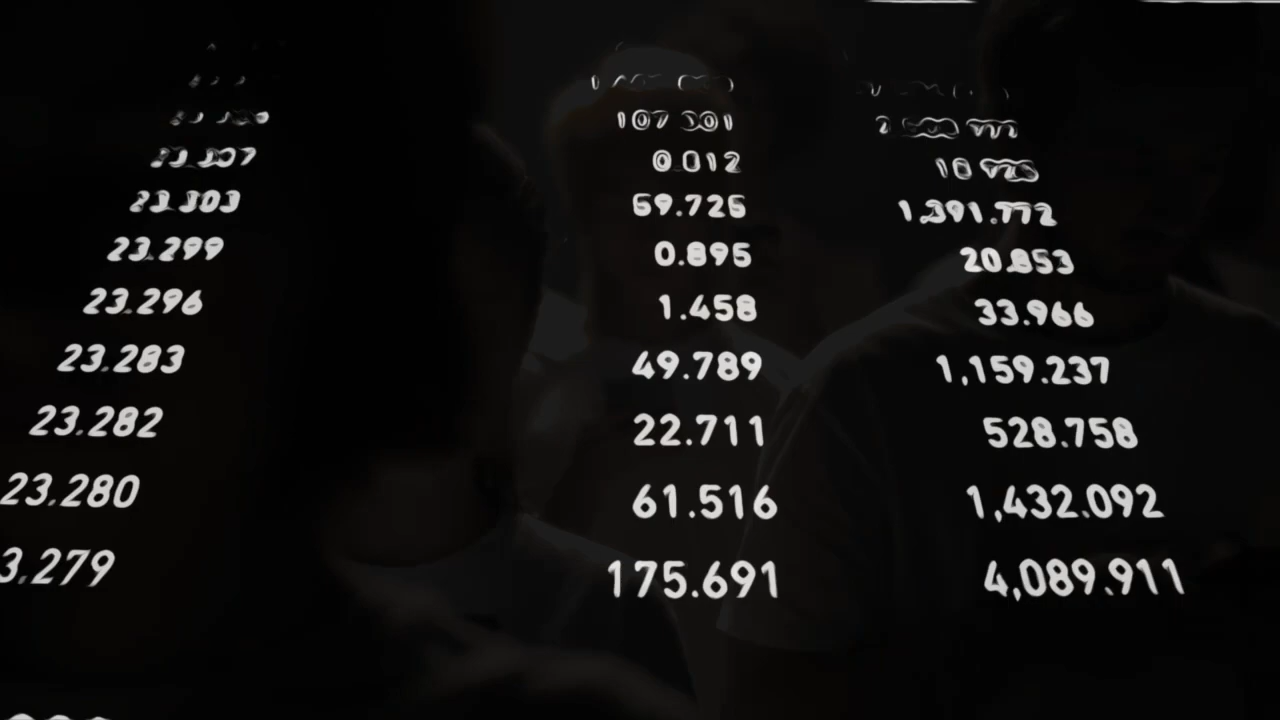 23.303 59.725 1,391.772
23.299 0.895 20.853
23.296 1.458 33.966
23.283 49.789 1,159.237
23.282 22.711 528.758
23.280 61.516 1,432.092
3.279 175.691 4,089.911